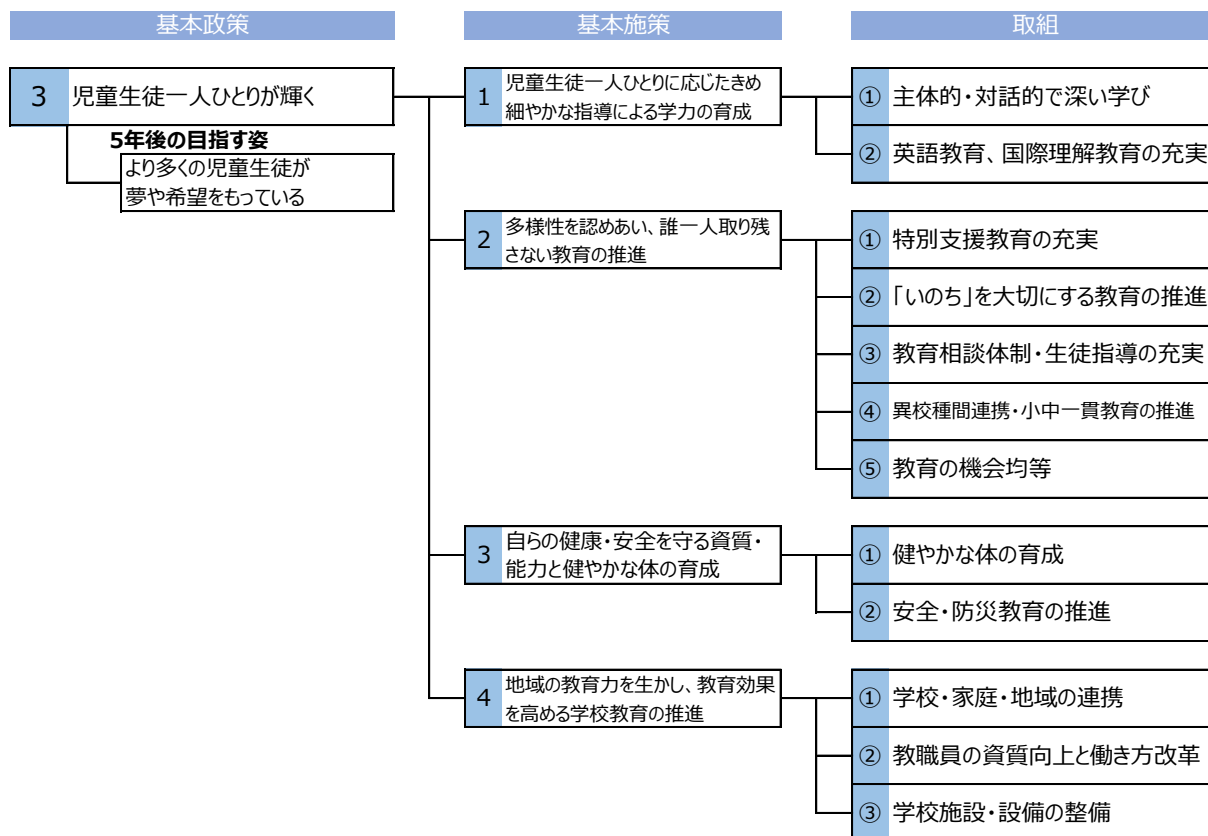 基本政策
基本施策
取組
3 児童生徒一人ひとりが輝く
5年後の目指す姿
より多くの児童生徒が
夢や希望をもっている
1 児童生徒一人ひとりに応じたきめ
細やかな指導による学力の育成
① 主体的・対話的で深い学び
② 英語教育、国際理解教育の充実
2 多様性を認めあい、誰一人取り残
さない教育の推進
① 特別支援教育の充実
② 「いのち」を大切にする教育の推進
③ 教育相談体制・生徒指導の充実
④ 異校種間連携・小中一貫教育の推進
⑤ 教育の機会均等
3 自らの健康・安全を守る資質・
能力と健やかな体の育成
① 健やかな体の育成
② 安全・防災教育の推進
4 地域の教育力を生かし、教育効果
を高める学校教育の推進
① 学校・家庭・地域の連携
② 教職員の資質向上と働き方改革
③ 学校施設・設備の整備